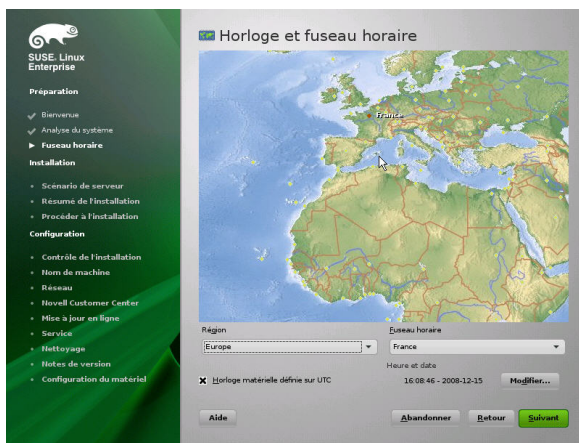 SUSE. Linux
Enterprise
Préparation
Bienvenue
Analyse du système
Fuseau horaire
Installation
Scénario de serveur
Résumé de l'installation
Procéder à l'installation
Configuration
Contrôle de l'installation
Nom de machine
Réseau
Novell Customer Center
Mise à jour en ligne
Service
Nettoyage
Notes de version
Configuration du matériel
Horloge et fuseau horaire
France
Région
Europe
Fuseau horaire
France
Heure et date
Horloge matérielle définie sur UTC
16:08:46 - 2008-12-15
Modifier...
Aide
Abandonner
Retour
Suivant